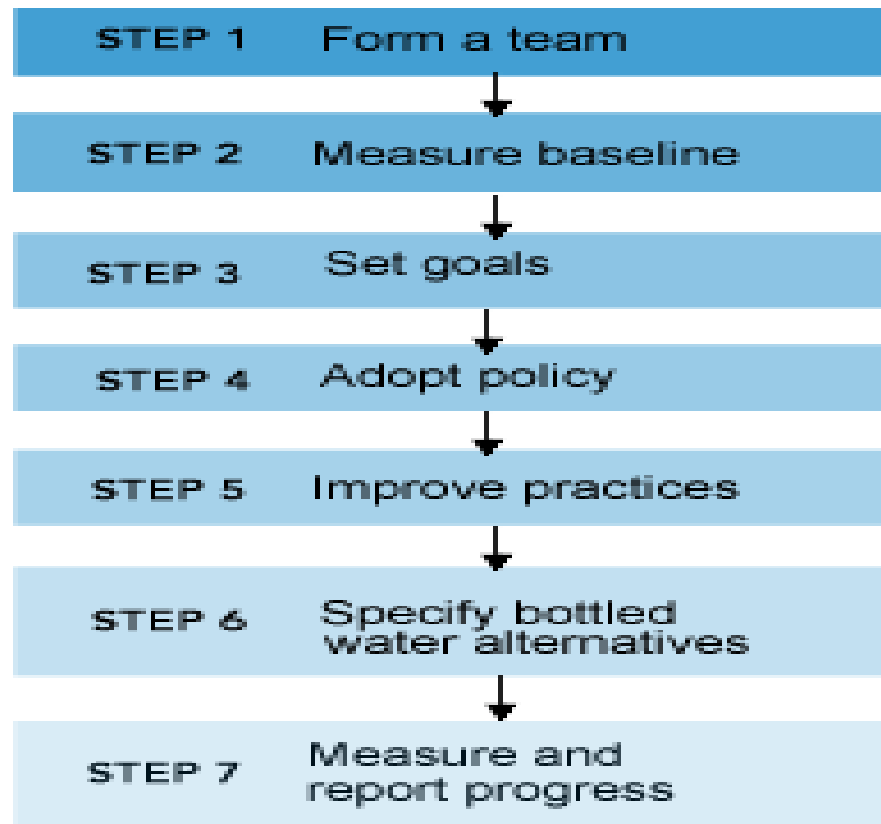 STEP 1 Form a team
STEP 2 Measure baseline
STEP 3 Set goals
STEP 4 Adopt policy
STEP 5 Improve practices
STEP 6 Specify bottled
water alternatives
STEP 7 Measure and
report progress